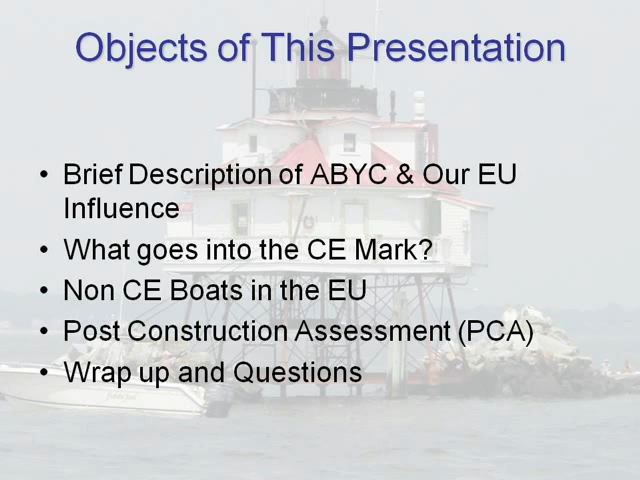 Objects of This Presentation
• Brief Description of ABYC & Our EU
Influence
• What goes into the CE Mark?
• Non CE Boats in the EU
• Post Construction Assessment (PCA)
• Wrap up and Questions